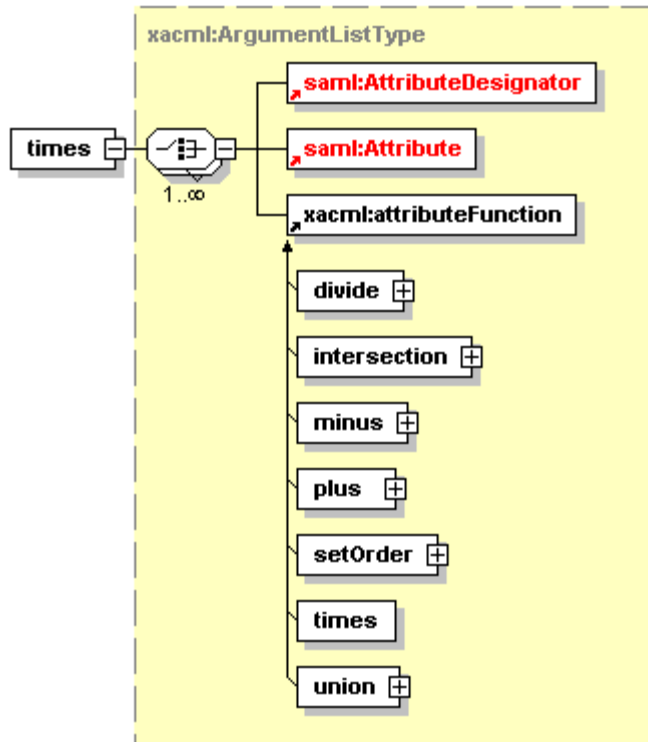 xacml:ArgumentListType
saml:AttributeDesignator
times
saml:Attribute
1..∞
xacml:attributeFunction
divide
intersection
minus
plus
setOrder
times
union